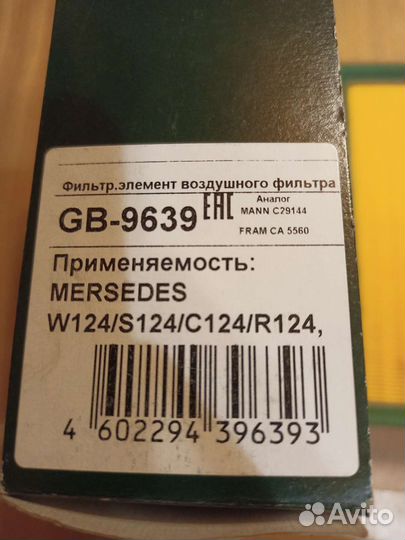 Фильтр.элемент воздушного фильтра
GB-9639 EAC Аналог
MANN C29144
FRAM CA 5560
Применяемость:
MERSEDES
W124/S124/C124/R124,
4 602294 396393
Avito